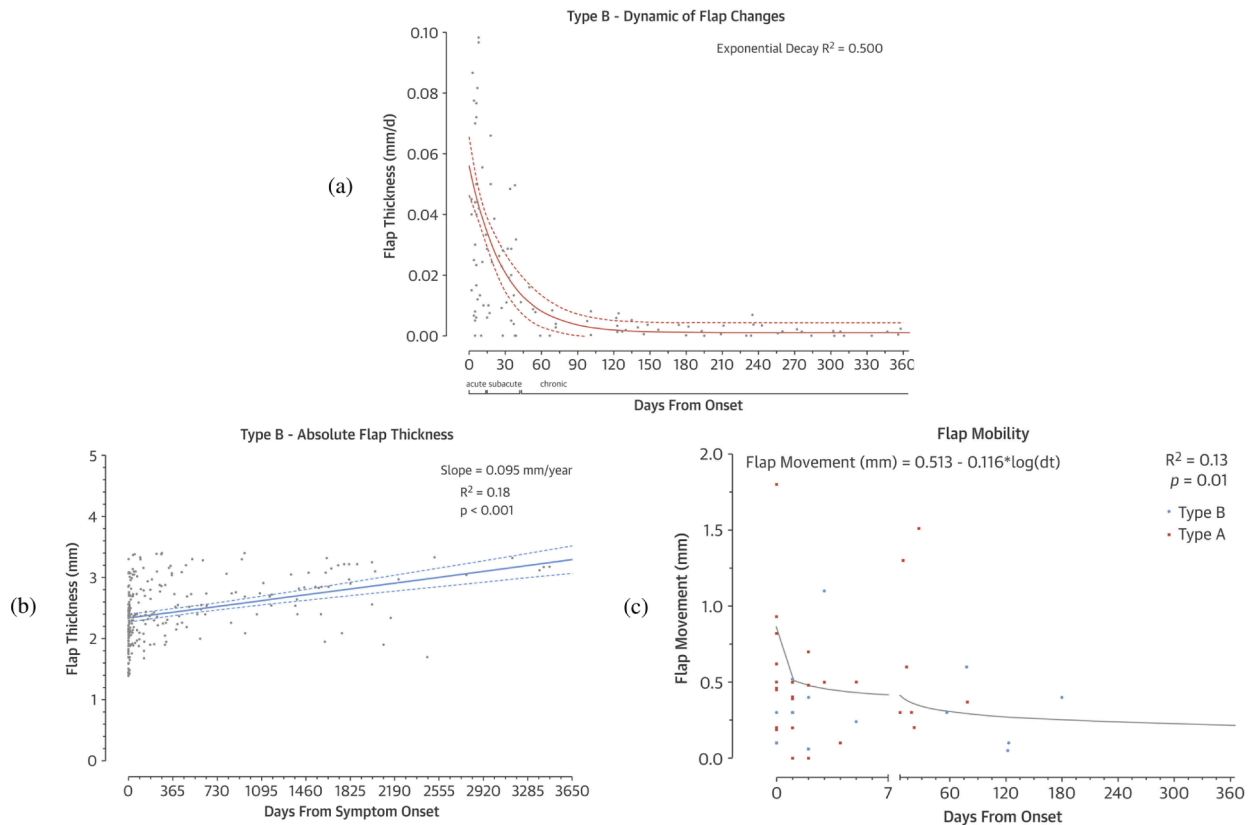 Type B - Dynamic of Flap Changes
Exponential Decay R² = 0.500
Flap Thickness (mm/d)
0.10
0.08
0.06
0.04
0.02
0.00
0 30 60 90 120 150 180 210 240 270 300 330 360
acute subacute chronic
Days From Onset
(a)
Type B - Absolute Flap Thickness
Slope = 0.095 mm/year
R² = 0.18
p < 0.001
Flap Thickness (mm)
5
4
3
2
1
0
0 365 730 1095 1460 1825 2190 2555 2920 3285 3650
Days From Symptom Onset
(b)
Flap Mobility
Flap Movement (mm) = 0.513 - 0.116*log(dt)
R² = 0.13
p = 0.01
Type B
Type A
Flap Movement (mm)
2.0
1.5
1.0
0.5
0.0
0 7 60 120 180 240 300 360
Days From Onset
(c)